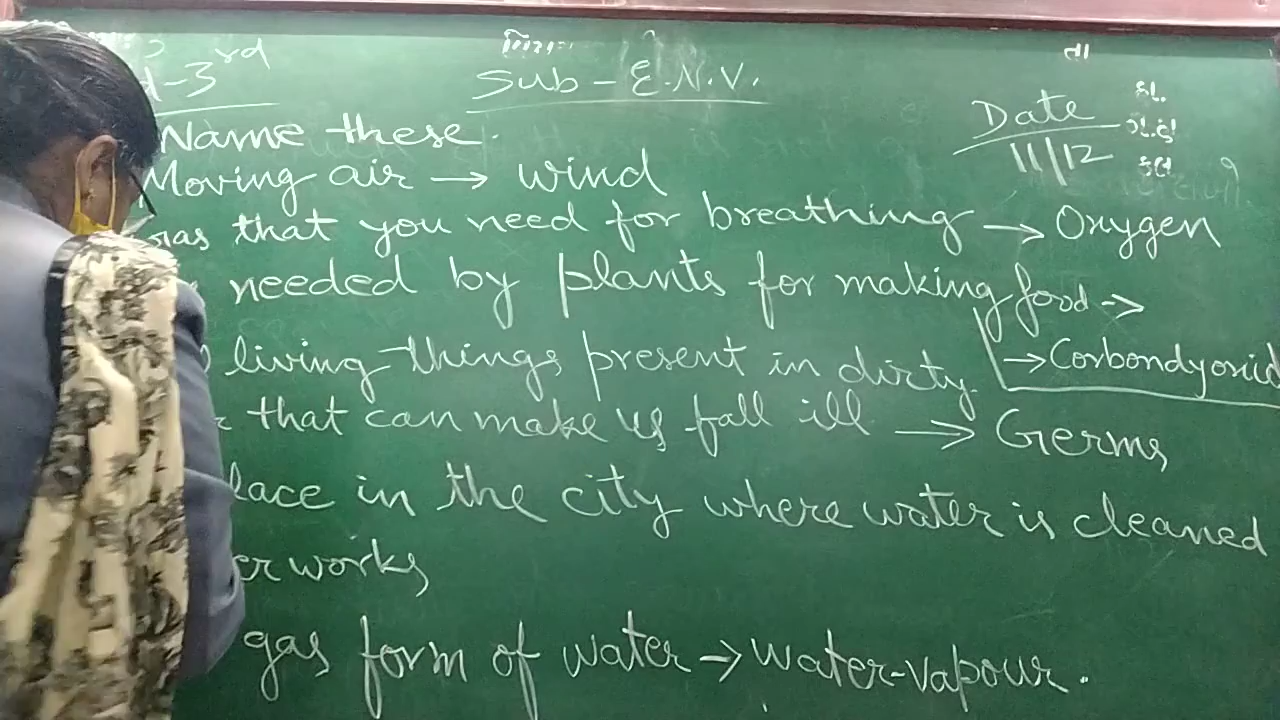 3rd
Sub - E.N.V.
તા
Date
11/12
Name these.
Moving air → wind
Gas that you need for breathing → Oxygen
needed by plants for making food →
→ Corbondyoxid
living things present in dirty
that can make us fall ill → Germs
lace in the city where water is cleaned
er works
gas form of water → water-vapour.